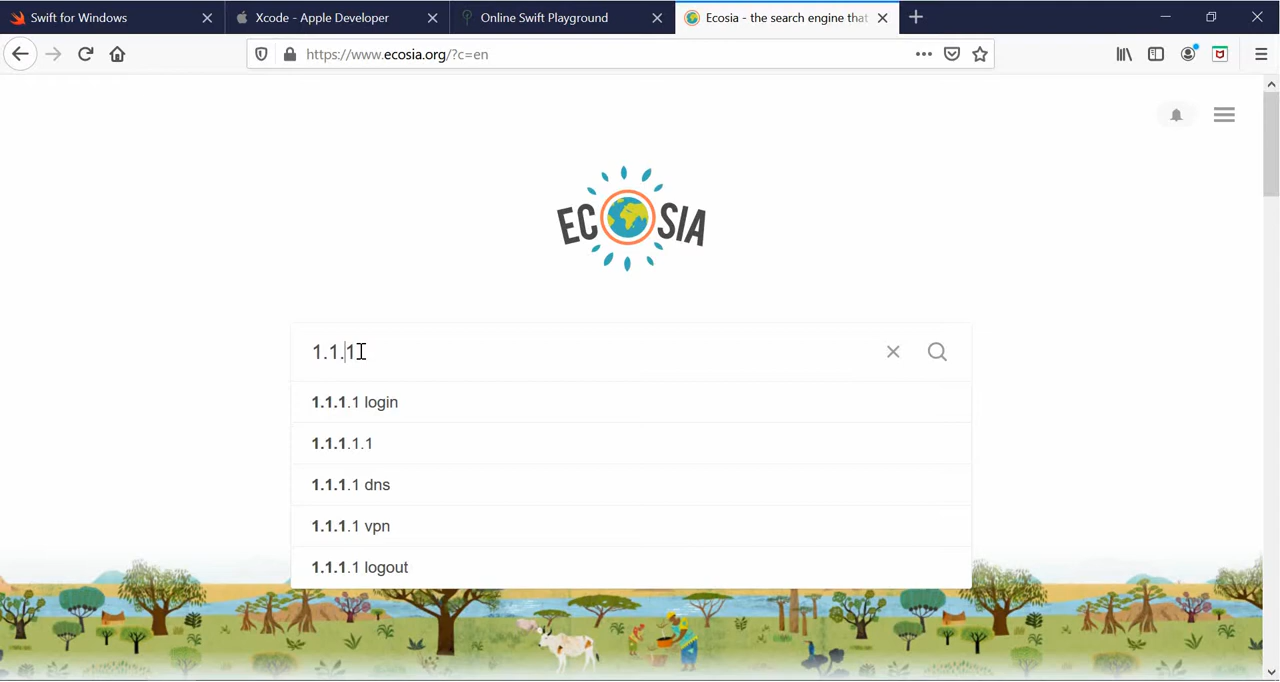 Swift for Windows
Xcode - Apple Developer
Online Swift Playground
Ecosia - the search engine that
https://www.ecosia.org/?c=en
ECOSIA
1.1.1
1.1.1.1 login
1.1.1.1.1
1.1.1.1 dns
1.1.1.1 vpn
1.1.1.1 logout